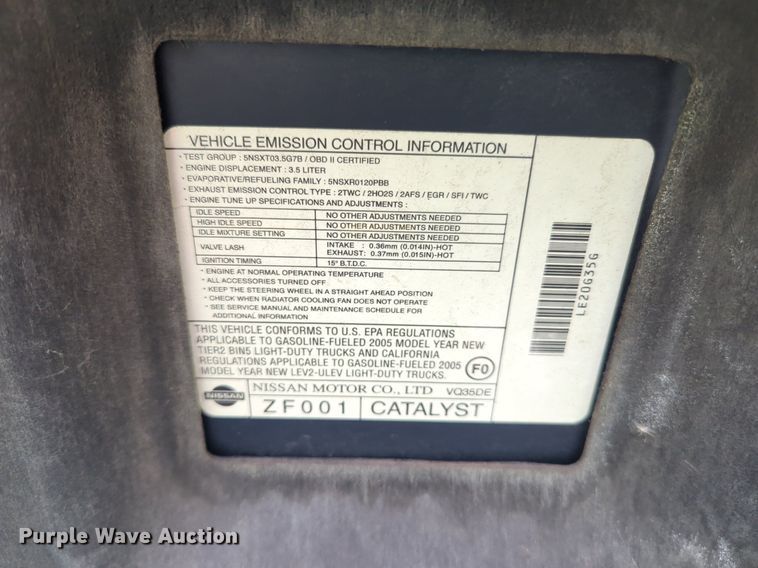 VEHICLE EMISSION CONTROL INFORMATION
· TEST GROUP : 5NSXT03.5G7B / OBD II CERTIFIED
· ENGINE DISPLACEMENT : 3.5 LITER
· EVAPORATIVE/REFUELING FAMILY : 5NSXR0120PBB
· EXHAUST EMISSION CONTROL TYPE : 2TWC / 2HO2S / 2AFS / EGR / SFI / TWC
· ENGINE TUNE UP SPECIFICATIONS AND ADJUSTMENTS :
IDLE SPEED NO OTHER ADJUSTMENTS NEEDED
HIGH IDLE SPEED NO OTHER ADJUSTMENTS NEEDED
IDLE MIXTURE SETTING NO OTHER ADJUSTMENTS NEEDED
VALVE LASH INTAKE : 0.36mm (0.014IN)-HOT
EXHAUST: 0.37mm (0.015IN)-HOT
IGNITION TIMING 15° B.T.D.C.
· ENGINE AT NORMAL OPERATING TEMPERATURE
· ALL ACCESSORIES TURNED OFF
· KEEP THE STEERING WHEEL IN A STRAIGHT AHEAD POSITION
· CHECK WHEN RADIATOR COOLING FAN DOES NOT OPERATE
· SEE SERVICE MANUAL AND MAINTENANCE SCHEDULE FOR
ADDITIONAL INFORMATION
THIS VEHICLE CONFORMS TO U.S. EPA REGULATIONS
APPLICABLE TO GASOLINE-FUELED 2005 MODEL YEAR NEW
TIER2 BIN5 LIGHT-DUTY TRUCKS AND CALIFORNIA
REGULATIONS APPLICABLE TO GASOLINE-FUELED 2005
MODEL YEAR NEW LEV2-ULEV LIGHT-DUTY TRUCKS.
F0
NISSAN
NISSAN MOTOR CO., LTD VQ35DE
ZF001 CATALYST
LE20G35G
Purple Wave Auction